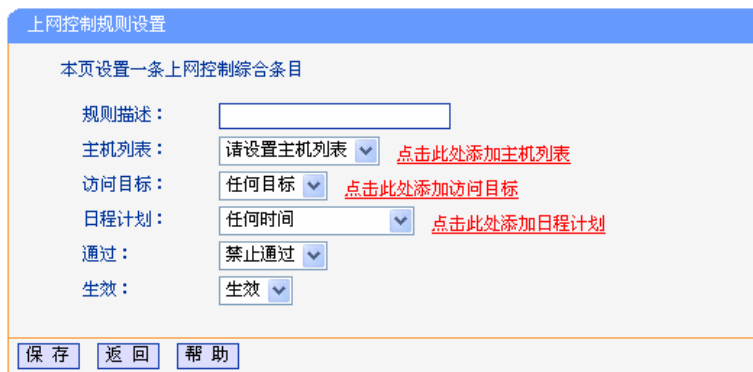 上网控制规则设置
本页设置一条上网控制综合条目
规则描述：
主机列表： 请设置主机列表 点击此处添加主机列表
访问目标： 任何目标 点击此处添加访问目标
日程计划： 任何时间 点击此处添加日程计划
通过： 禁止通过
生效： 生效
保 存 返 回 帮 助